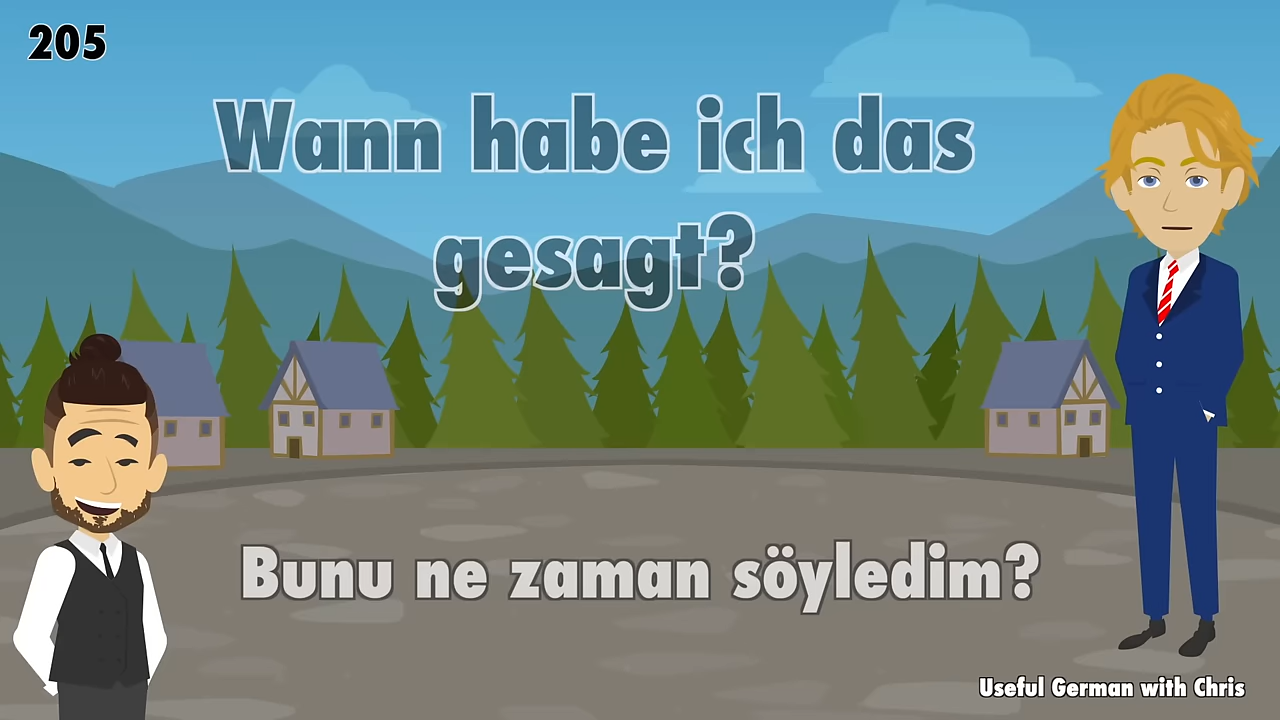 205
Wann habe ich das
gesagt?
Bunu ne zaman söyledim?
Useful German with Chris